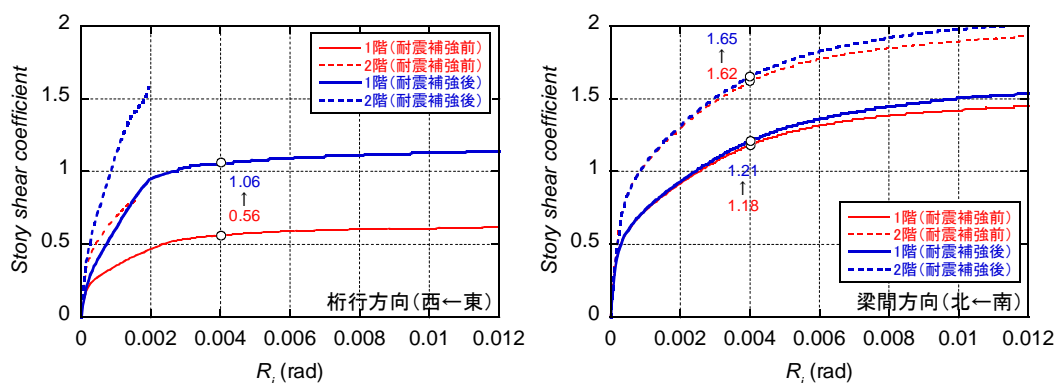 Story shear coefficient
2
1.5
1
0.5
0
1階(耐震補強前)
2階(耐震補強前)
1階(耐震補強後)
2階(耐震補強後)
1.06
↑
0.56
桁行方向(西←東)
0 0.002 0.004 0.006 0.008 0.01 0.012
Ri (rad)
Story shear coefficient
2
1.5
1
0.5
0
1.65
↑
1.62
1.21
↑
1.18
1階(耐震補強前)
2階(耐震補強前)
1階(耐震補強後)
2階(耐震補強後)
梁間方向(北←南)
0 0.002 0.004 0.006 0.008 0.01 0.012
Ri (rad)